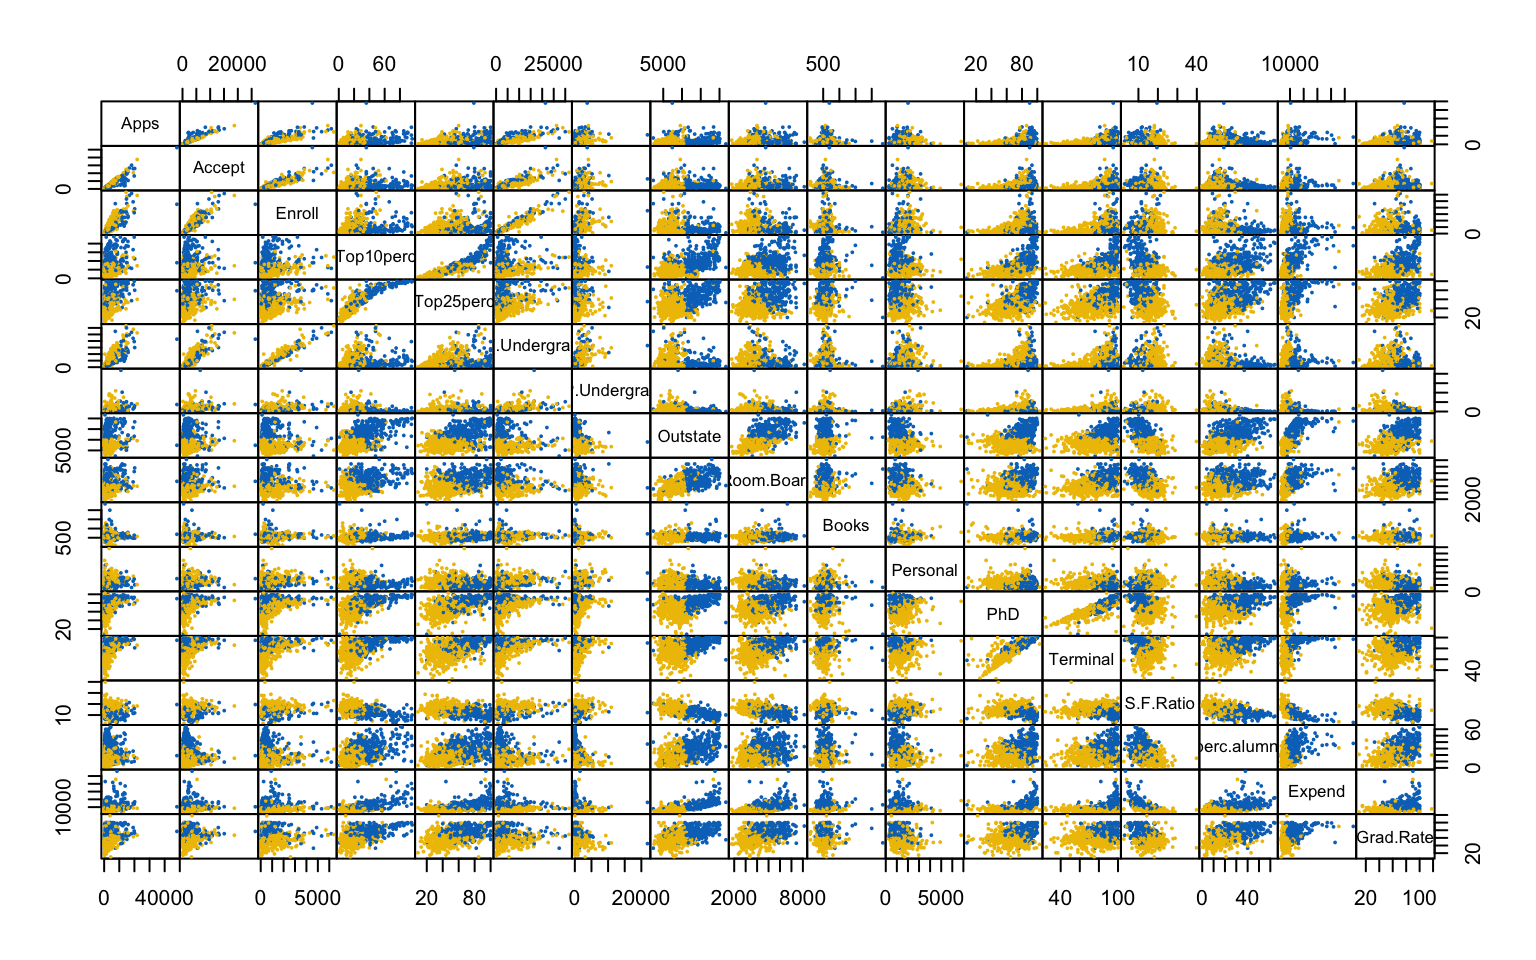 0 20000 0 60 0 25000 5000 500 20 80 10 40 10000
Apps
0
Accept
0
Enroll
0
Top10perc
0
Top25perc
20
.Undergra
0
.Undergra
0
Outstate
5000
Room.Boar
2000
Books
500
Personal
0
PhD
20
Terminal
40
S.F.Ratio
10
perc.alumn
0 60
Expend
10000
Grad.Rate
20
0 40000 0 5000 20 80 0 20000 2000 8000 0 5000 40 100 0 40 20 100